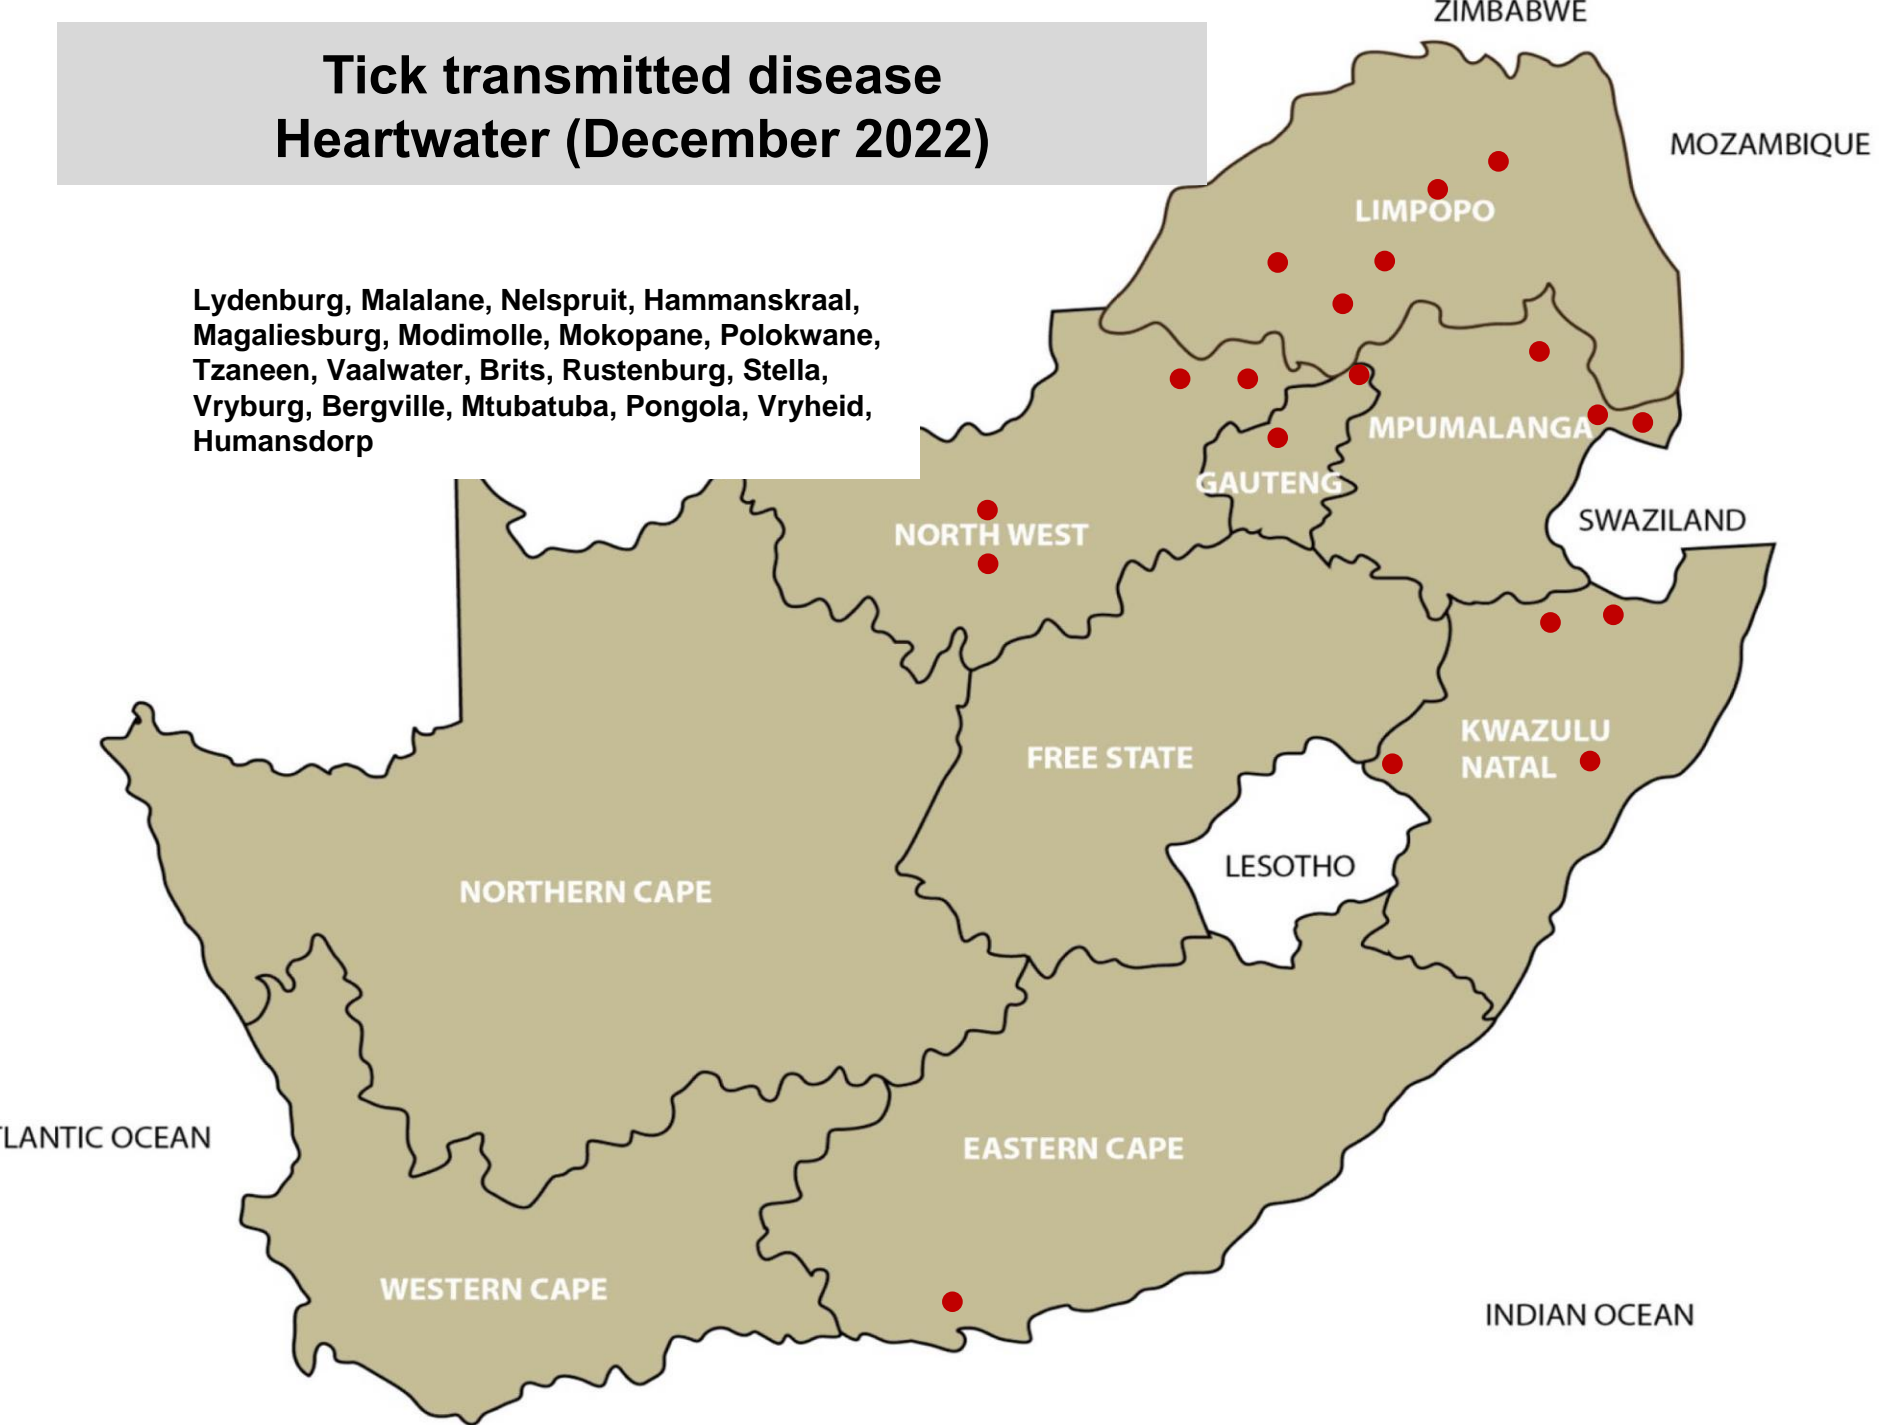 ZIMBABWE
Tick transmitted disease
Heartwater (December 2022)
MOZAMBIQUE
LIMPOPO
Lydenburg, Malalane, Nelspruit, Hammanskraal,
Magaliesburg, Modimolle, Mokopane, Polokwane,
Tzaneen, Vaalwater, Brits, Rustenburg, Stella,
Vryburg, Bergville, Mtubatuba, Pongola, Vryheid,
Humansdorp
MPUMALANGA
GAUTENG
SWAZILAND
NORTH WEST
KWAZULU
NATAL
FREE STATE
LESOTHO
NORTHERN CAPE
TLANTIC OCEAN
EASTERN CAPE
WESTERN CAPE
INDIAN OCEAN